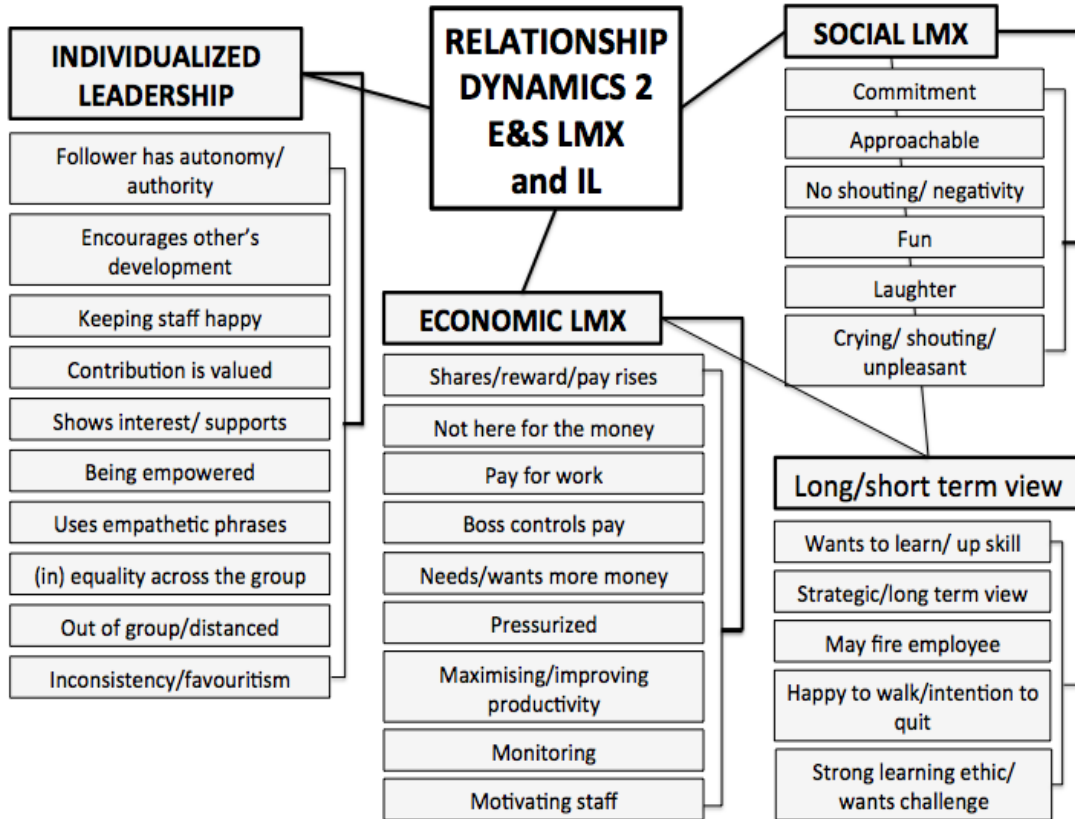 RELATIONSHIP
DYNAMICS 2
E&S LMX
and IL
INDIVIDUALIZED
LEADERSHIP
Follower has autonomy/
authority
Encourages other's
development
Keeping staff happy
Contribution is valued
Shows interest/ supports
Being empowered
Uses empathetic phrases
(in) equality across the group
Out of group/distanced
Inconsistency/favouritism
ECONOMIC LMX
Shares/reward/pay rises
Not here for the money
Pay for work
Boss controls pay
Needs/wants more money
Pressurized
Maximising/improving
productivity
Monitoring
Motivating staff
SOCIAL LMX
Commitment
Approachable
No shouting/ negativity
Fun
Laughter
Crying/ shouting/
unpleasant
Long/short term view
Wants to learn/ up skill
Strategic/long term view
May fire employee
Happy to walk/intention to
quit
Strong learning ethic/
wants challenge